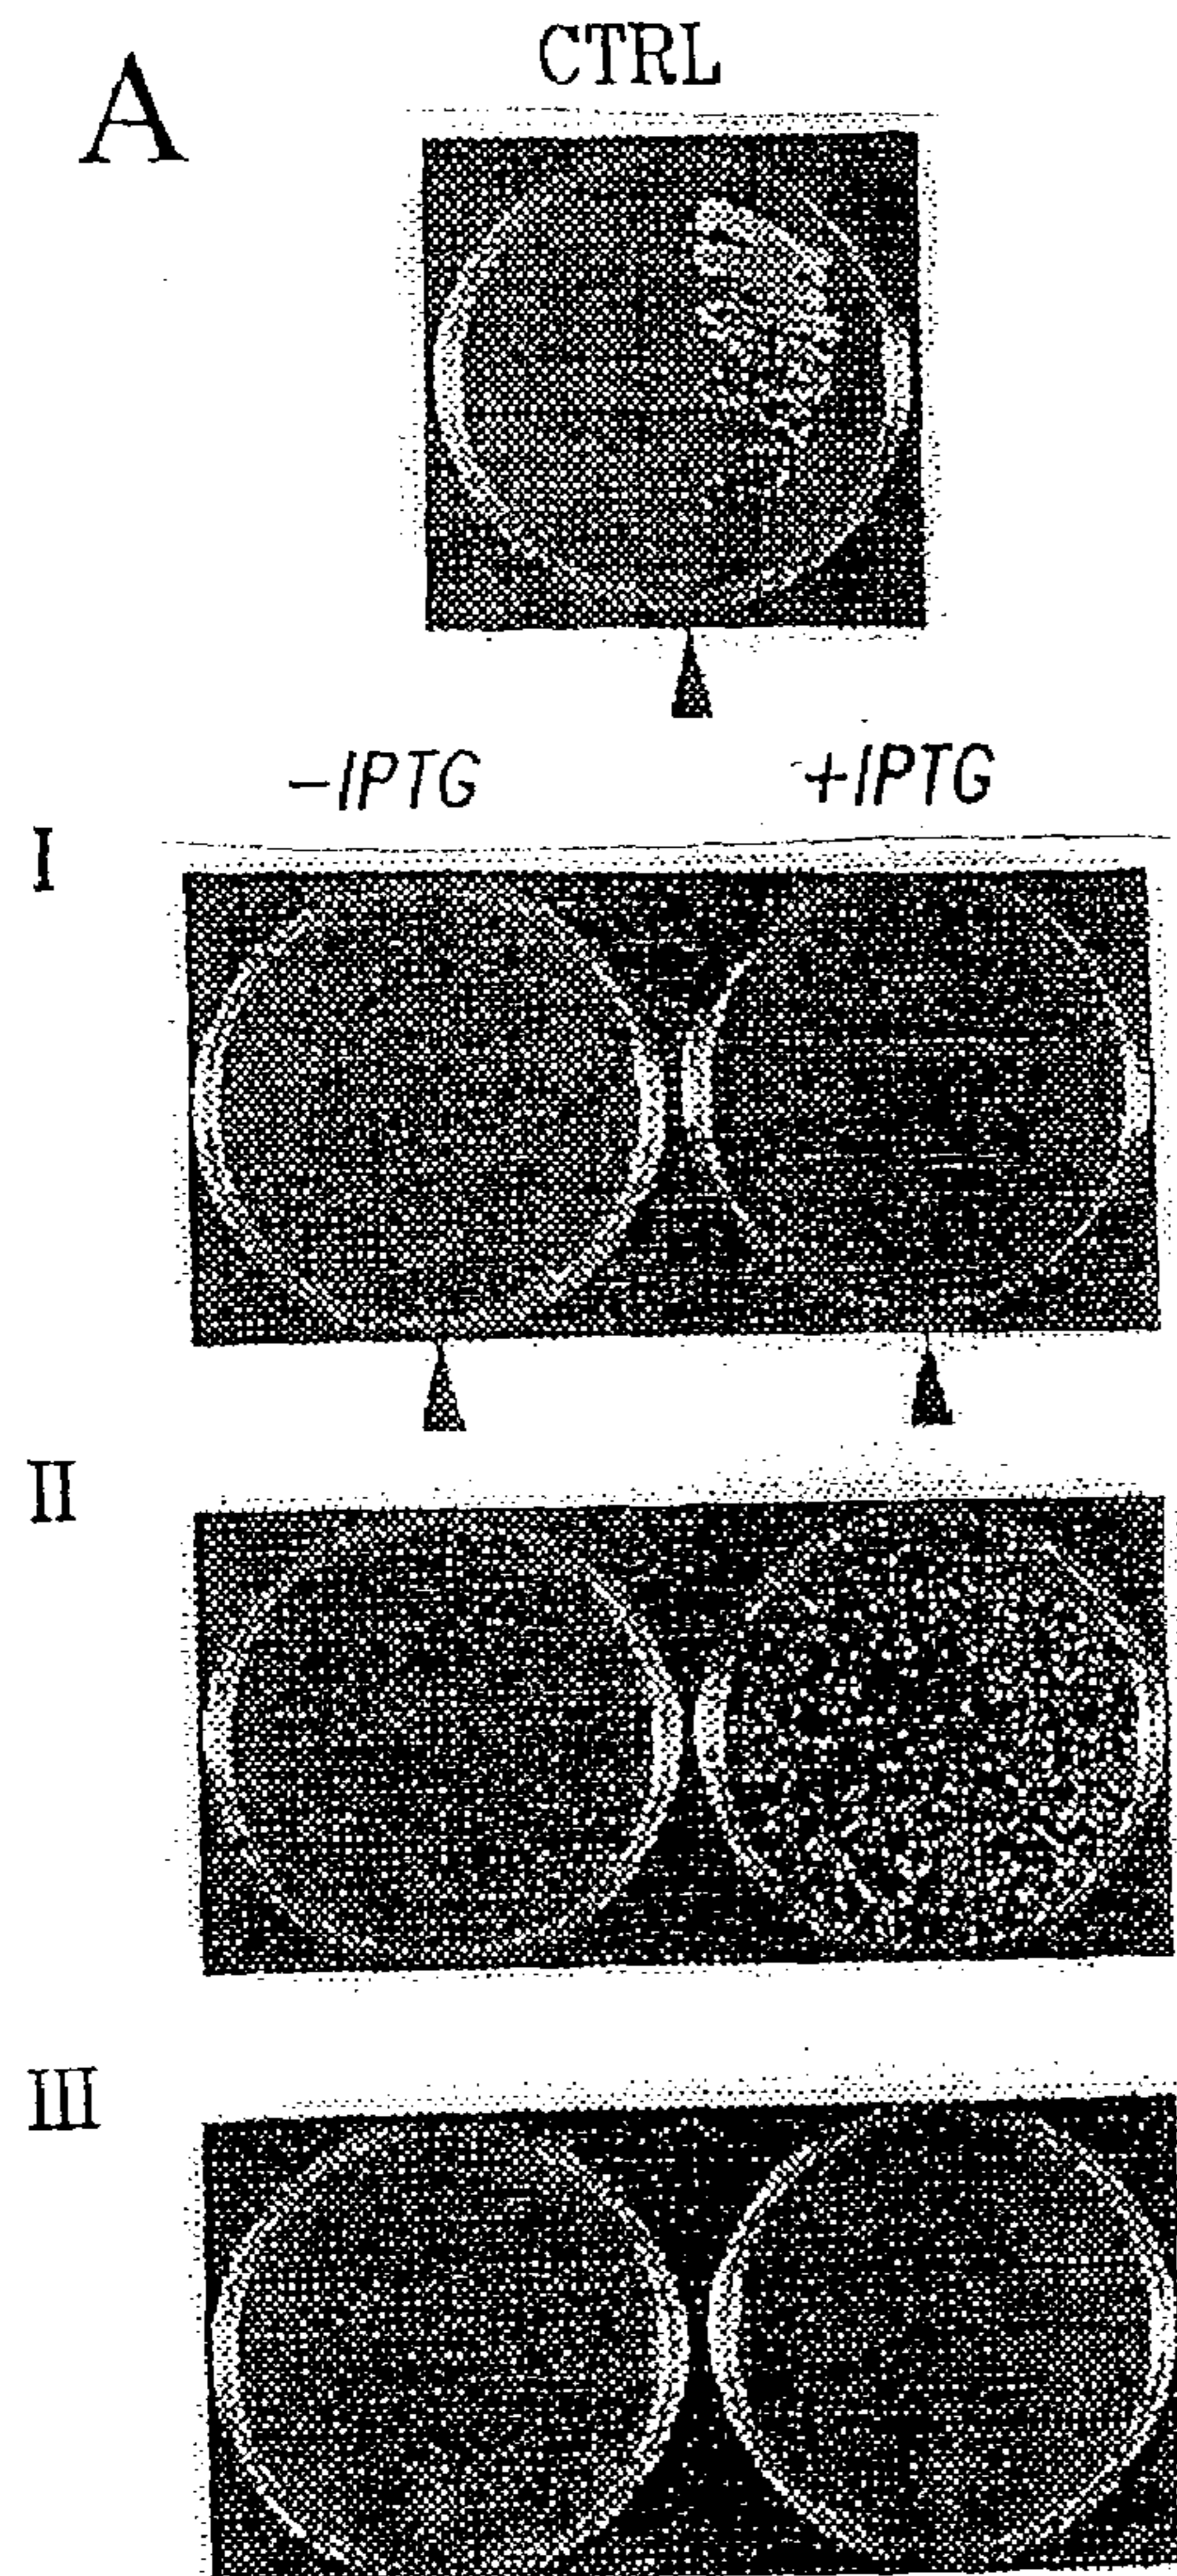 A
CTRL
-IPTG +IPTG
I
II
III